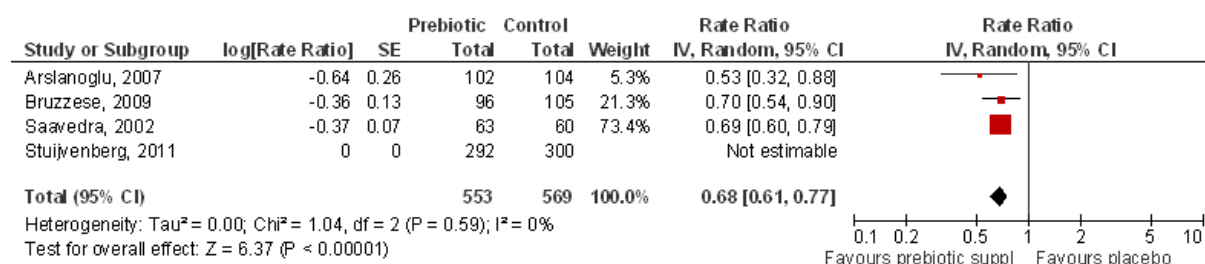 Prebiotic Control Rate Ratio Rate Ratio
Study or Subgroup log[Rate Ratio] SE Total Total Weight IV, Random, 95% CI IV, Random, 95% CI
Arslanoglu, 2007 -0.64 0.26 102 104 5.3% 0.53 [0.32, 0.88]
Bruzzese, 2009 -0.36 0.13 96 105 21.3% 0.70 [0.54, 0.90]
Saavedra, 2002 -0.37 0.07 63 60 73.4% 0.69 [0.60, 0.79]
Stuijvenberg, 2011 0 0 292 300 Not estimable
Total (95% CI) 553 569 100.0% 0.68 [0.61, 0.77]
Heterogeneity: Tau² = 0.00; Chi² = 1.04, df = 2 (P = 0.59); I² = 0%
Test for overall effect: Z = 6.37 (P < 0.00001)
0.1 0.2 0.5 1 2 5 10
Favours prebiotic suppl Favours placebo